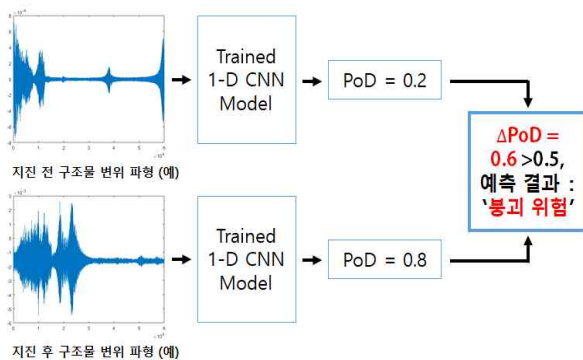 Trained
1-D CNN
Model
PoD = 0.2
지진 전 구조물 변위 파형 (예)
ΔPoD =
0.6 >0.5,
예측 결과 :
‘붕괴 위험’
Trained
1-D CNN
Model
PoD = 0.8
지진 후 구조물 변위 파형 (예)